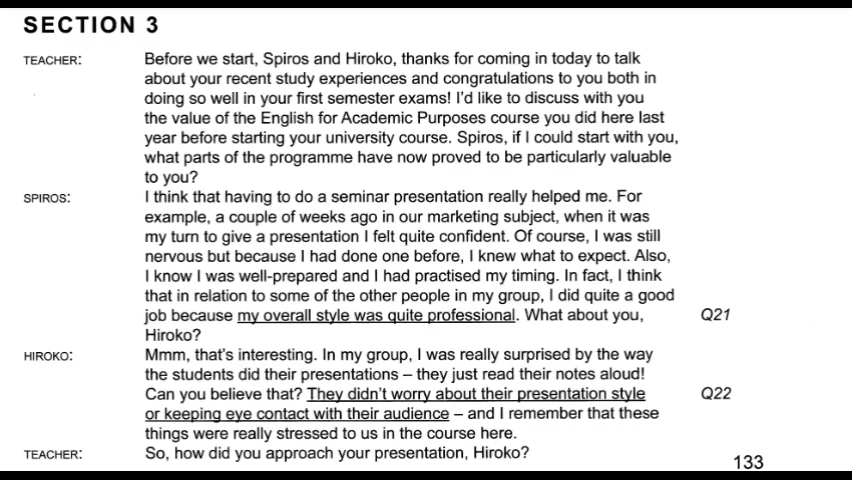 SECTION 3
TEACHER: Before we start, Spiros and Hiroko, thanks for coming in today to talk
about your recent study experiences and congratulations to you both in
doing so well in your first semester exams! I'd like to discuss with you
the value of the English for Academic Purposes course you did here last
year before starting your university course. Spiros, if I could start with you,
what parts of the programme have now proved to be particularly valuable
to you?
SPIROS: I think that having to do a seminar presentation really helped me. For
example, a couple of weeks ago in our marketing subject, when it was
my turn to give a presentation I felt quite confident. Of course, I was still
nervous but because I had done one before, I knew what to expect. Also,
I know I was well-prepared and I had practised my timing. In fact, I think
that in relation to some of the other people in my group, I did quite a good
job because my overall style was quite professional. What about you, Q21
Hiroko?
HIROKO: Mmm, that's interesting. In my group, I was really surprised by the way
the students did their presentations – they just read their notes aloud!
Can you believe that? They didn't worry about their presentation style Q22
or keeping eye contact with their audience – and I remember that these
things were really stressed to us in the course here.
TEACHER: So, how did you approach your presentation, Hiroko?
133